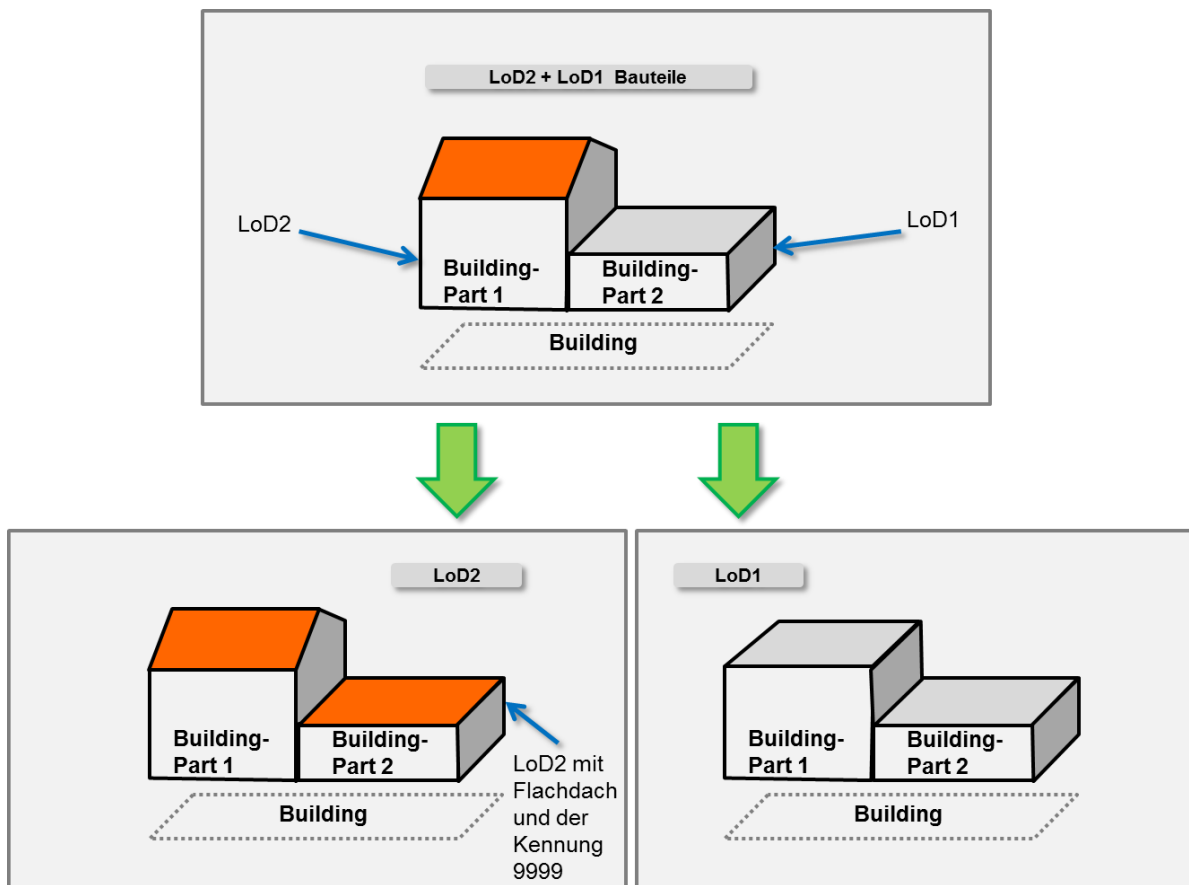 LoD2 + LoD1 Bauteile
LoD2
LoD1
Building-
Part 1
Building-
Part 2
Building
LoD2
Building-
Part 1
Building-
Part 2
Building
LoD2 mit
Flachdach
und der
Kennung
9999
LoD1
Building-
Part 1
Building-
Part 2
Building